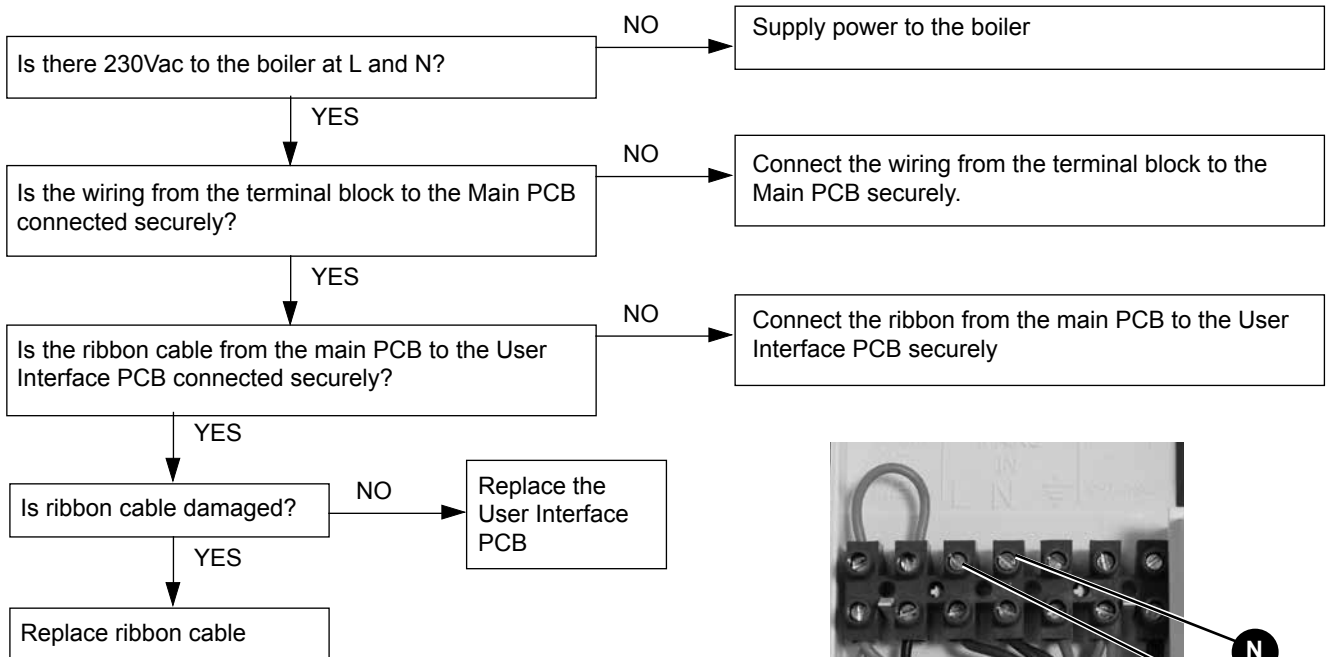 NO
Supply power to the boiler
Is there 230Vac to the boiler at L and N?
YES
NO
Connect the wiring from the terminal block to the
Main PCB securely.
Is the wiring from the terminal block to the Main PCB
connected securely?
YES
NO
Connect the ribbon from the main PCB to the User
Interface PCB securely
Is the ribbon cable from the main PCB to the User
Interface PCB connected securely?
YES
Is ribbon cable damaged?
NO
Replace the
User Interface
PCB
YES
Replace ribbon cable
IN
L N
N